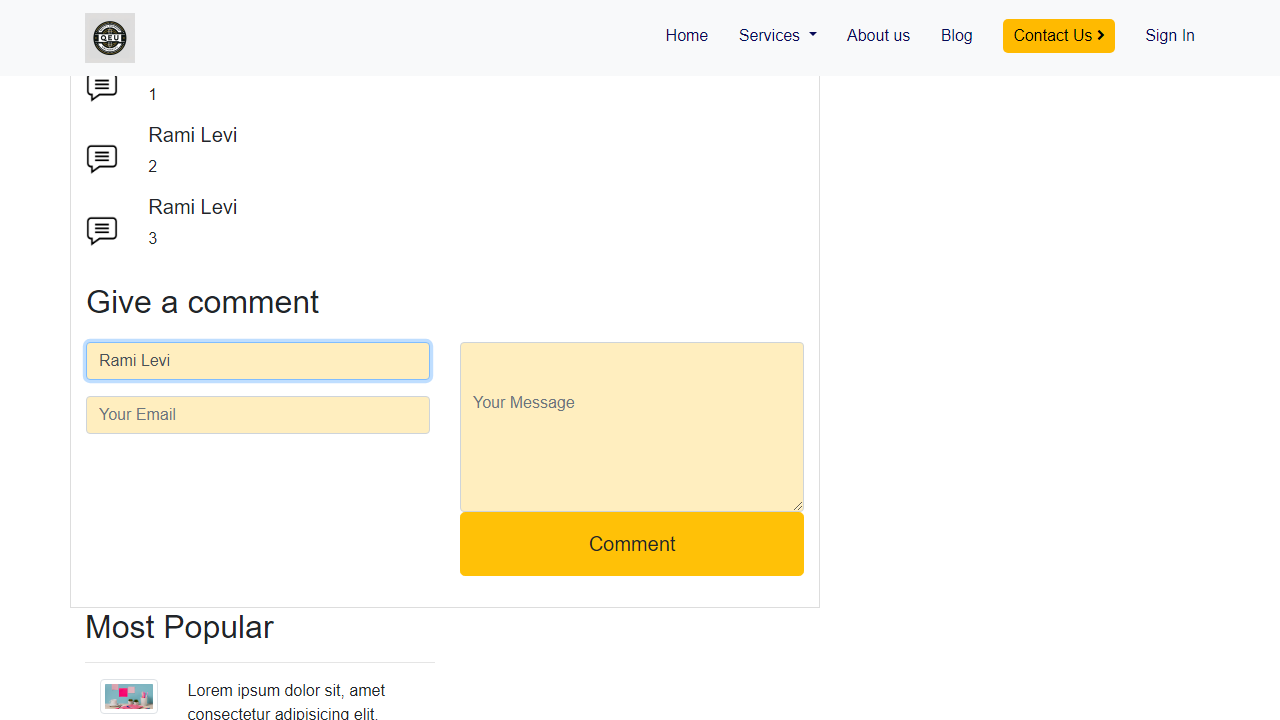 QEU
Home Services About us Blog Contact Us Sign In
1
Rami Levi
2
Rami Levi
3
Give a comment
Rami Levi
Your Email
Your Message
Comment
Most Popular
Lorem ipsum dolor sit, amet
consectetur adipisicing elit.